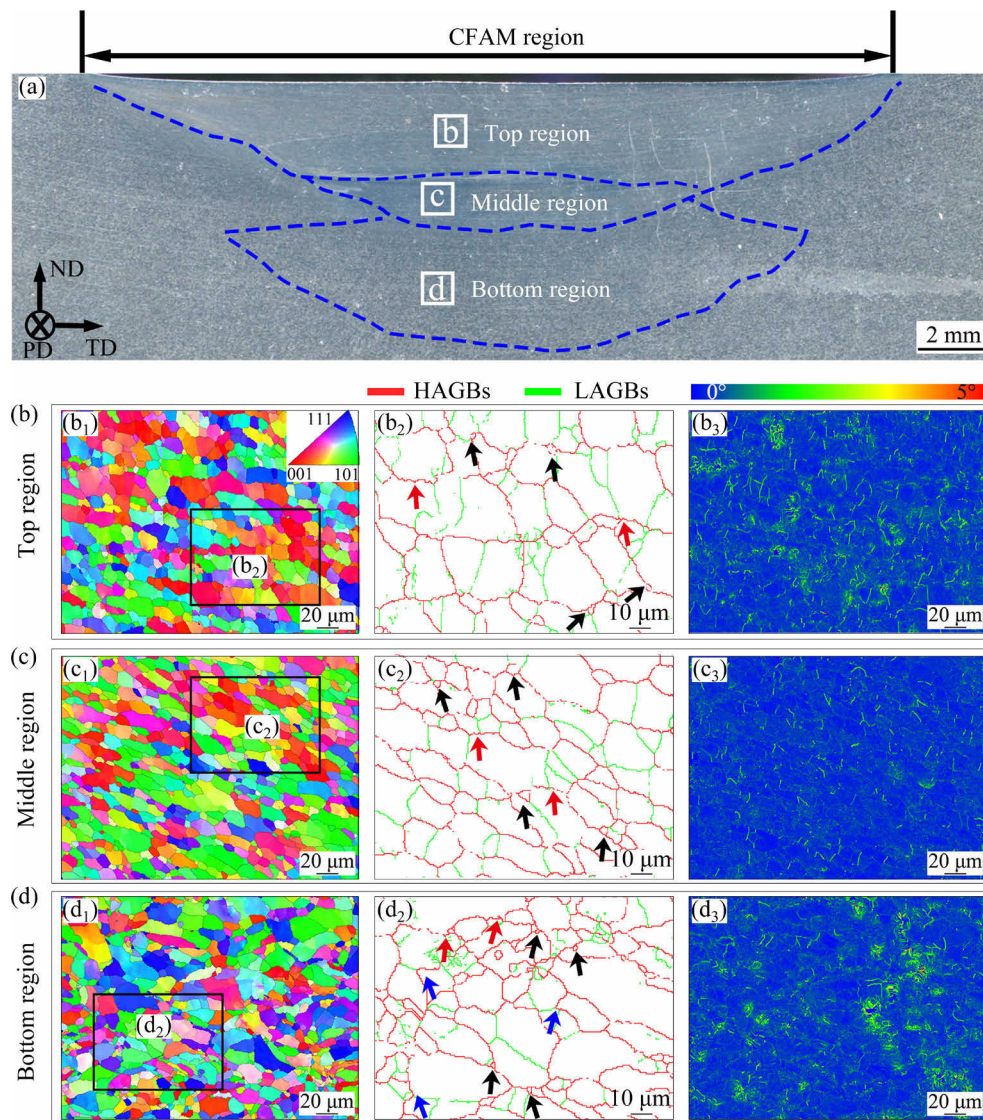 CFAM region
(a)
b Top region
c Middle region
d Bottom region
ND
PD TD
2 mm
HAGBs LAGBs 0° 5°
(b)
Top region
(b1) 111 001 101 (b2) 20 μm
(b2) 10 μm
(b3) 20 μm
(c)
Middle region
(c1) (c2) 20 μm
(c2) 10 μm
(c3) 20 μm
(d)
Bottom region
(d1) (d2) 20 μm
(d2) 10 μm
(d3) 20 μm